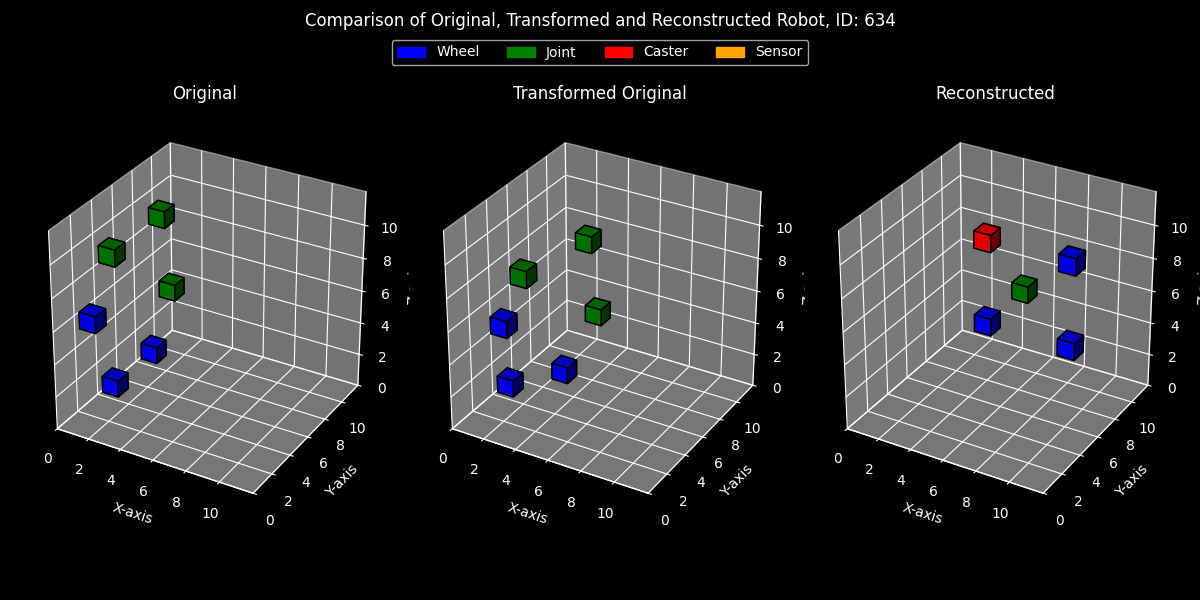 Comparison of Original, Transformed and Reconstructed Robot, ID: 634
Wheel Joint Caster Sensor
Original Transformed Original Reconstructed
10 10 10
8 8 8
6 6 6
4 4 4
2 2 2
0 0 0
10 10 10
8 8 8
0 6 0 6 0 6
2 4 2 4 2 4
4 2 4 2 4 2
6 0 6 0 6 0
8 8 8
10 10 10
X-axis Y-axis X-axis Y-axis X-axis Y-axis